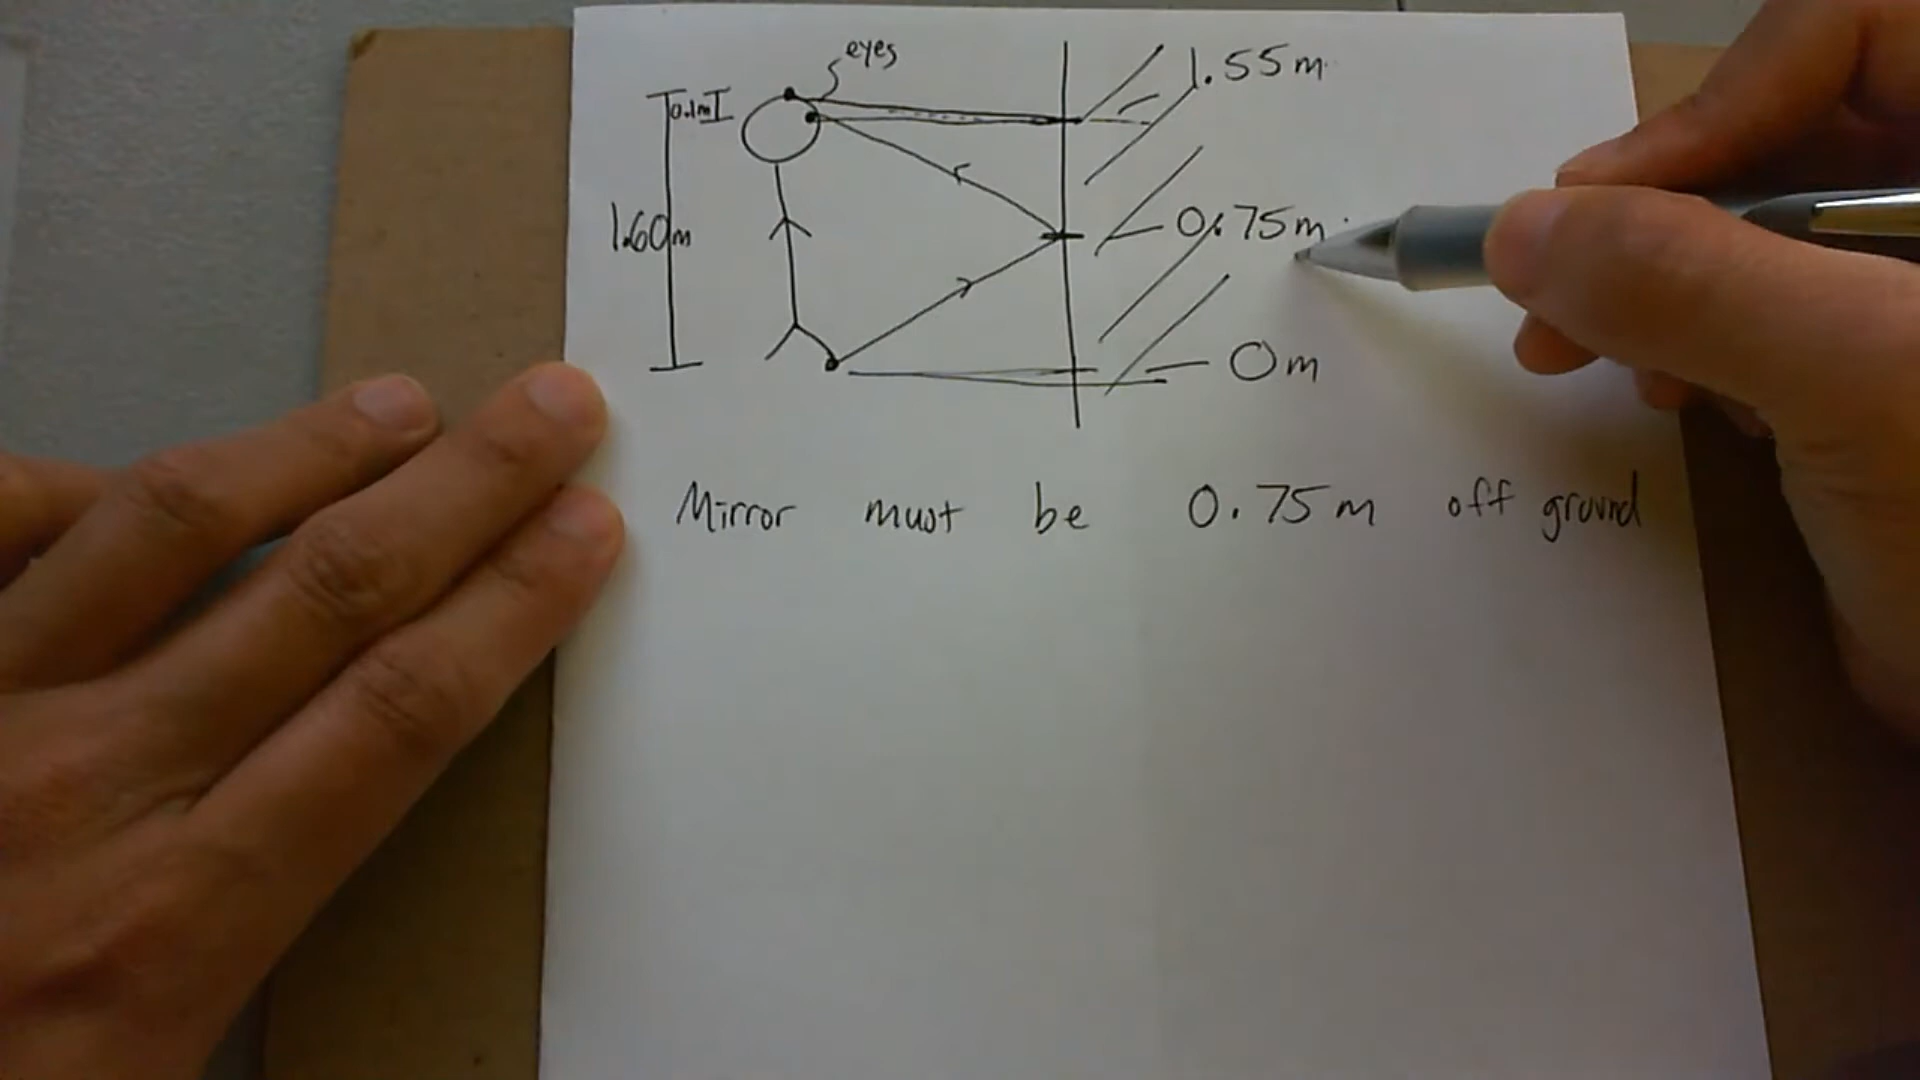 eyes
1.55m
0.1m
1.60m
0.75m
0m
Mirror must be 0.75m off ground